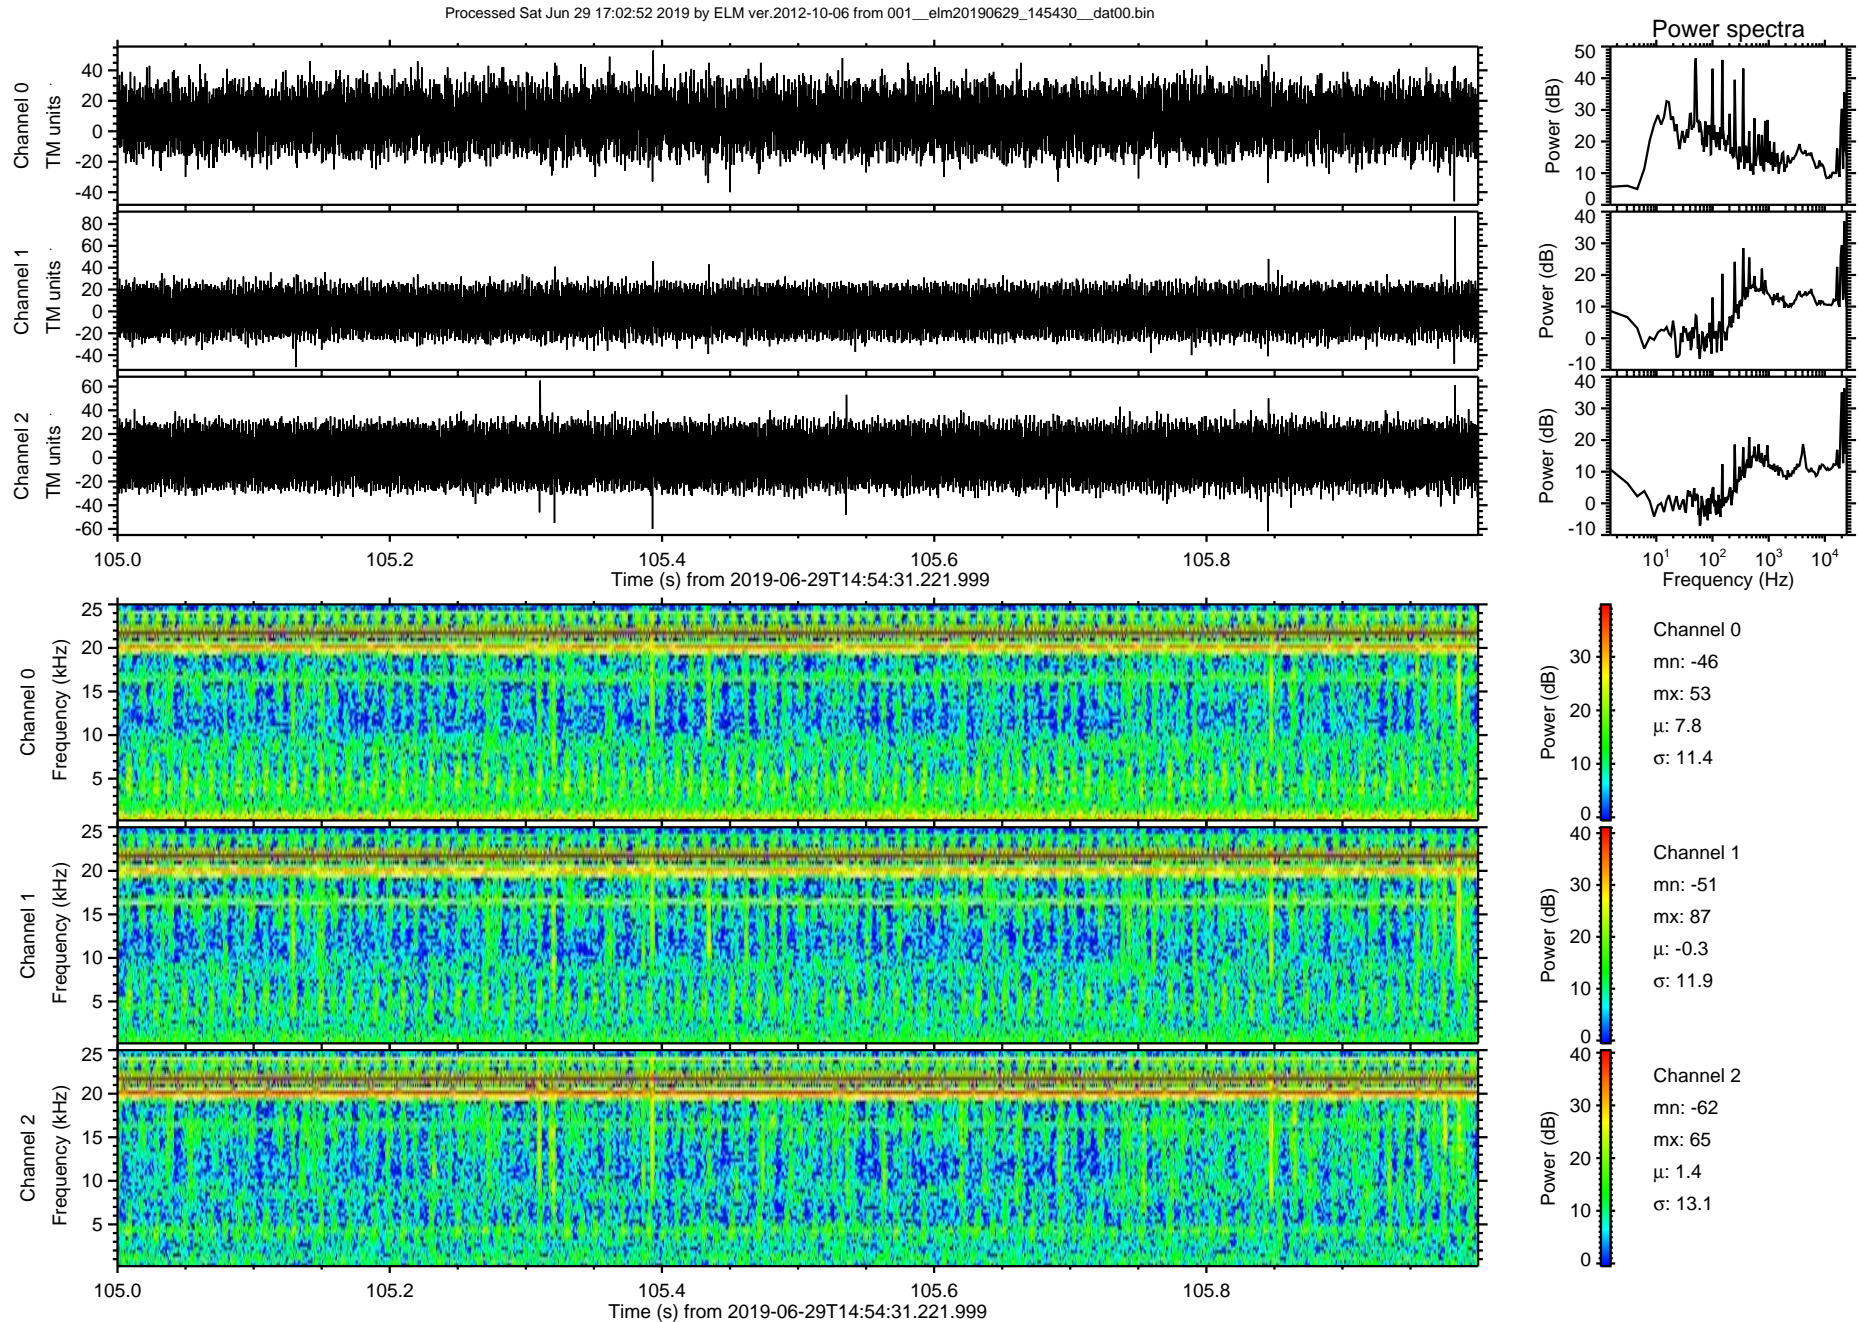 Processed Sat Jun 29 17:02:52 2019 by ELM ver.2012-10-06 from 001__elm20190629_145430__dat00.bin
Power spectra
Channel 0
TM units
40
20
0
-20
-40
Power (dB)
50
40
30
20
10
0
Channel 1
TM units
80
60
40
20
0
-20
-40
Power (dB)
40
30
20
10
0
-10
Channel 2
TM units
60
40
20
0
-20
-40
-60
Power (dB)
40
30
20
10
0
-10
105.0 105.2 105.4 105.6 105.8
Time (s) from 2019-06-29T14:54:31.221.999
10¹ 10² 10³ 10⁴
Frequency (Hz)
Channel 0
Frequency (kHz)
25
20
15
10
5
Power (dB)
30
20
10
0
Channel 0
mn: -46
mx: 53
µ: 7.8
σ: 11.4
Channel 1
Frequency (kHz)
25
20
15
10
5
Power (dB)
40
30
20
10
0
Channel 1
mn: -51
mx: 87
µ: -0.3
σ: 11.9
Channel 2
Frequency (kHz)
25
20
15
10
5
Power (dB)
40
30
20
10
0
Channel 2
mn: -62
mx: 65
µ: 1.4
σ: 13.1
105.0 105.2 105.4 105.6 105.8
Time (s) from 2019-06-29T14:54:31.221.999